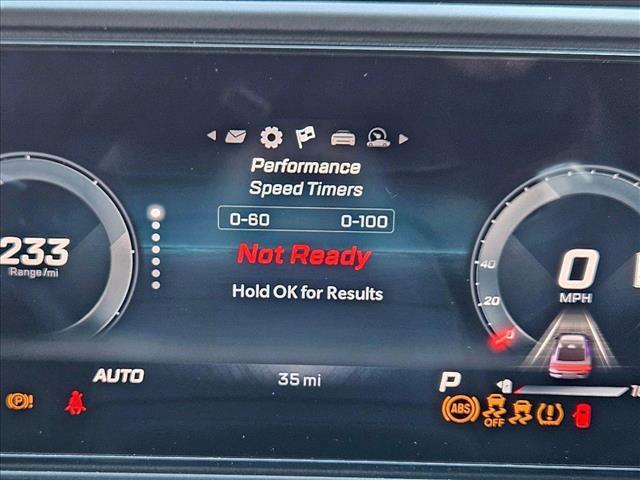 Performance
Speed Timers
0-60 0-100
Not Ready
Hold OK for Results
233
Range/mi
40
20
0
0
MPH
AUTO
35 mi
P
ABS
OFF
P